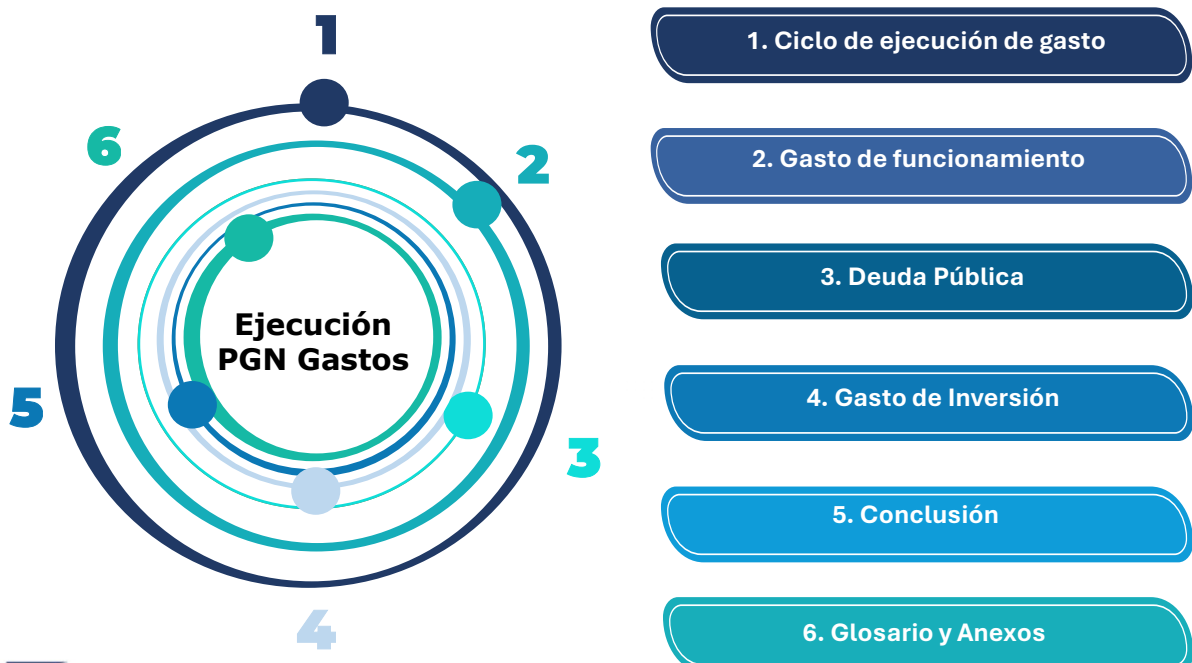 1
6
2
Ejecución
PGN Gastos
5
3
4
1. Ciclo de ejecución de gasto
2. Gasto de funcionamiento
3. Deuda Pública
4. Gasto de Inversión
5. Conclusión
6. Glosario y Anexos